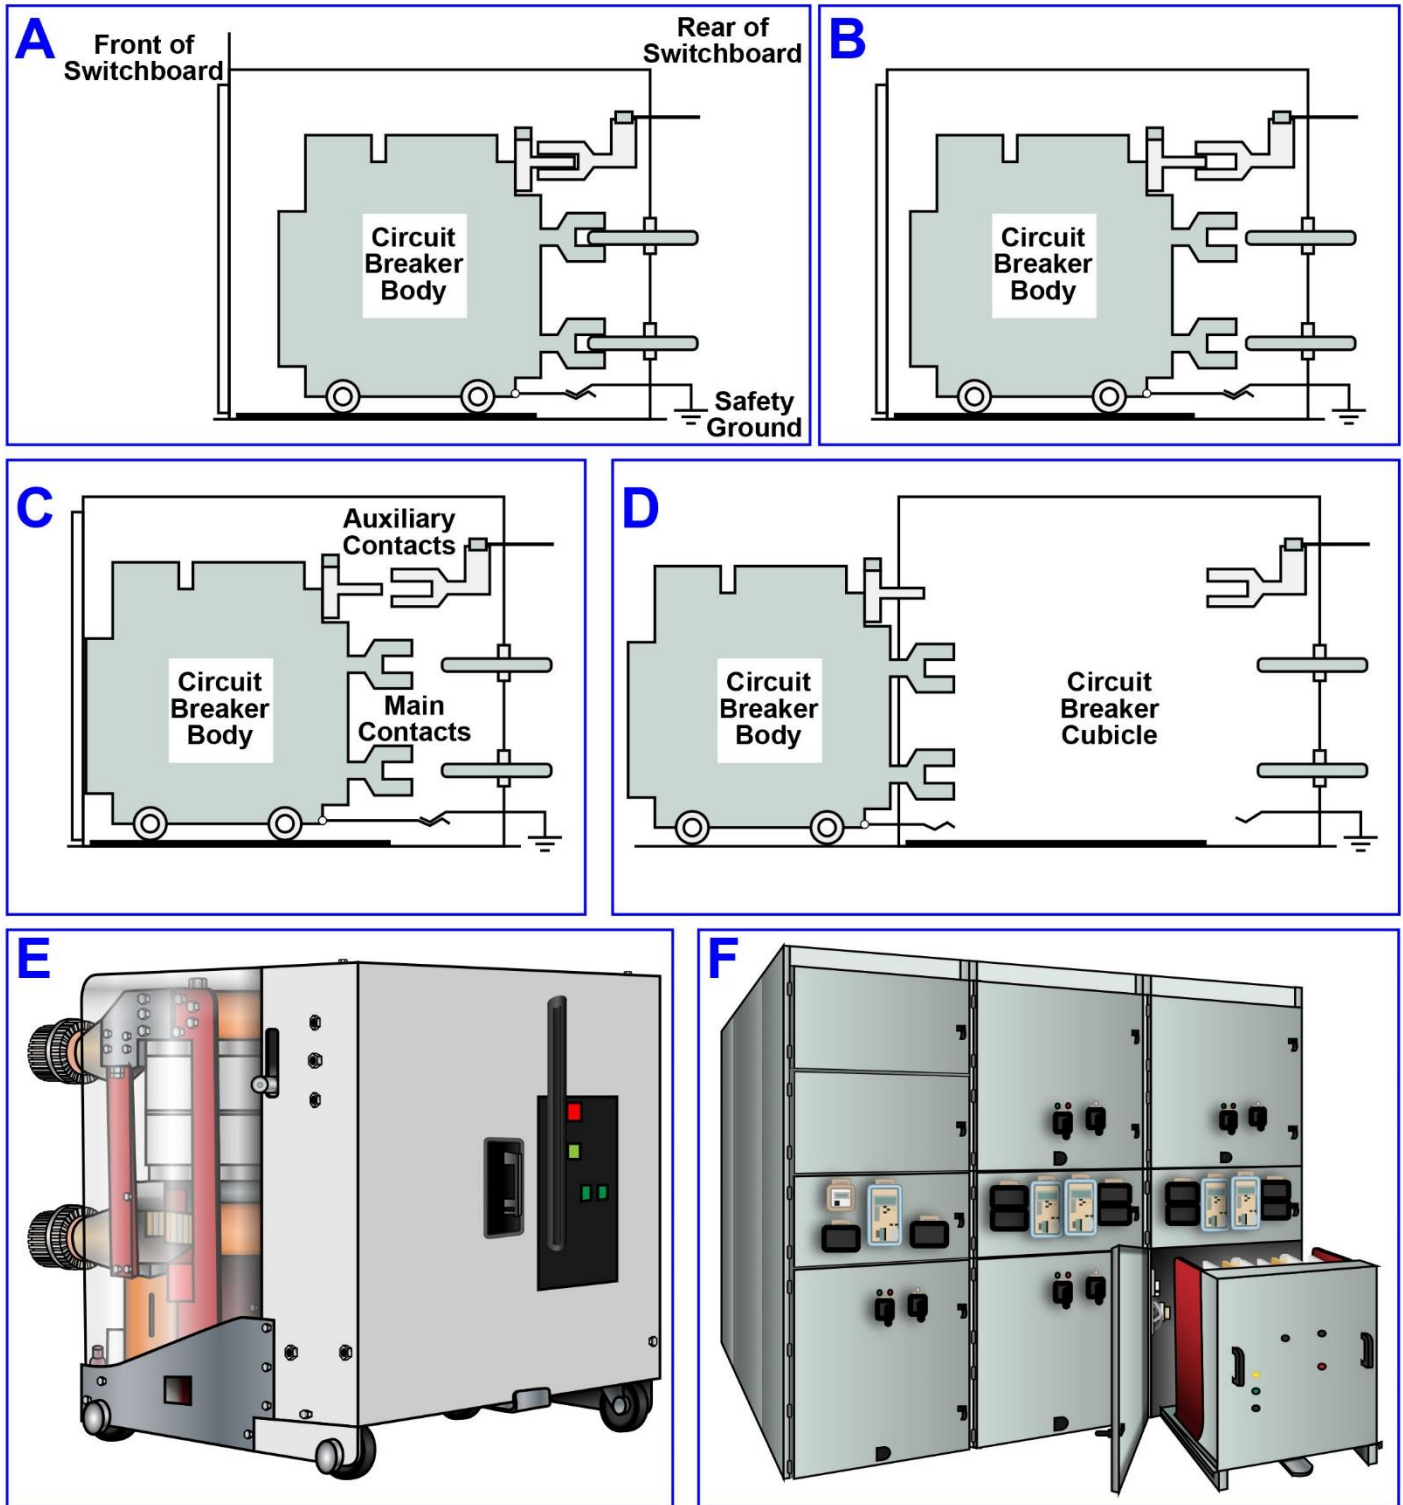 A
Front of
Switchboard
Rear of
Switchboard
Circuit
Breaker
Body
Safety
Ground
B
Circuit
Breaker
Body
C
Auxiliary
Contacts
Circuit
Breaker
Body
Main
Contacts
D
Circuit
Breaker
Body
Circuit
Breaker
Cubicle
E
F